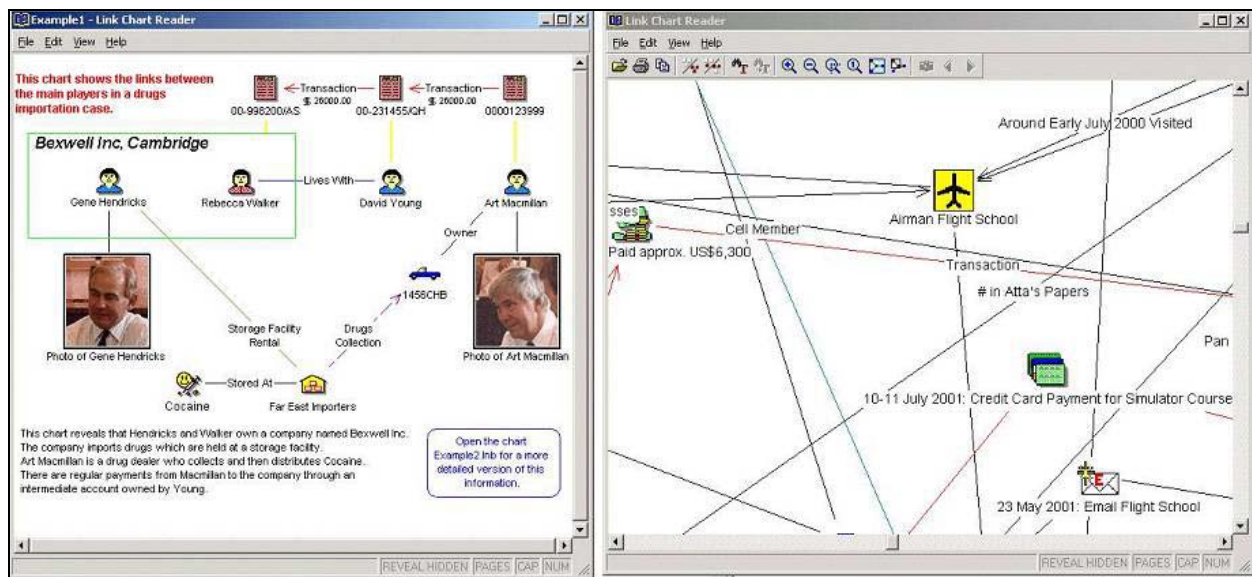 Example1 - Link Chart Reader
File Edit View Help
This chart shows the links between
the main players in a drugs
importation case.
Transaction
$ 26000.00
Transaction
$ 26000.00
00-998200/AS
00-231455/QH
0000123999
Bexwell Inc, Cambridge
Gene Hendricks
Rebecca Walker
Lives With
David Young
Art Macmillan
Owner
1456CHB
Storage Facility
Rental
Drugs
Collection
Photo of Gene Hendricks
Photo of Art Macmillan
Stored At
Cocaine
Far East Importers
This chart reveals that Hendricks and Walker own a company named Bexwell Inc.
The company imports drugs which are held at a storage facility.
Art Macmillan is a drug dealer who collects and then distributes Cocaine.
There are regular payments from Macmillan to the company through an
intermediate account owned by Young.
Open the chart
Example2.lnb for a more
detailed version of this
information.
REVEAL HIDDEN PAGES CAP NUM
Link Chart Reader
File Edit View Help
Around Early July 2000 Visited
Airman Flight School
sses
Cell Member
Paid approx. US$6,300
Transaction
# in Atta's Papers
Pan
10-11 July 2001: Credit Card Payment for Simulator Course
E
23 May 2001: Email Flight School
REVEAL HIDDEN PAGES CAP NUM